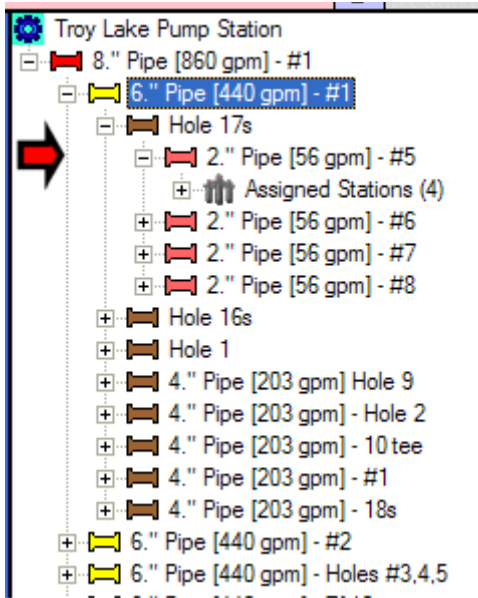 Troy Lake Pump Station
8." Pipe [860 gpm] - #1
6." Pipe [440 gpm] - #1
Hole 17s
2." Pipe [56 gpm] - #5
Assigned Stations (4)
2." Pipe [56 gpm] - #6
2." Pipe [56 gpm] - #7
2." Pipe [56 gpm] - #8
Hole 16s
Hole 1
4." Pipe [203 gpm] Hole 9
4." Pipe [203 gpm] - Hole 2
4." Pipe [203 gpm] - 10 tee
4." Pipe [203 gpm] - #1
4." Pipe [203 gpm] - 18s
6." Pipe [440 gpm] - #2
6." Pipe [440 gpm] - Holes #3,4,5